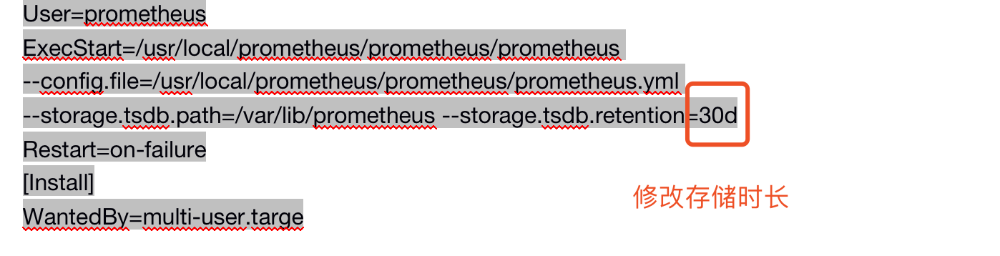 User=prometheus
ExecStart=/usr/local/prometheus/prometheus/prometheus
--config.file=/usr/local/prometheus/prometheus/prometheus.yml
--storage.tsdb.path=/var/lib/prometheus --storage.tsdb.retention=30d
Restart=on-failure
[Install]
WantedBy=multi-user.targe
修改存储时长